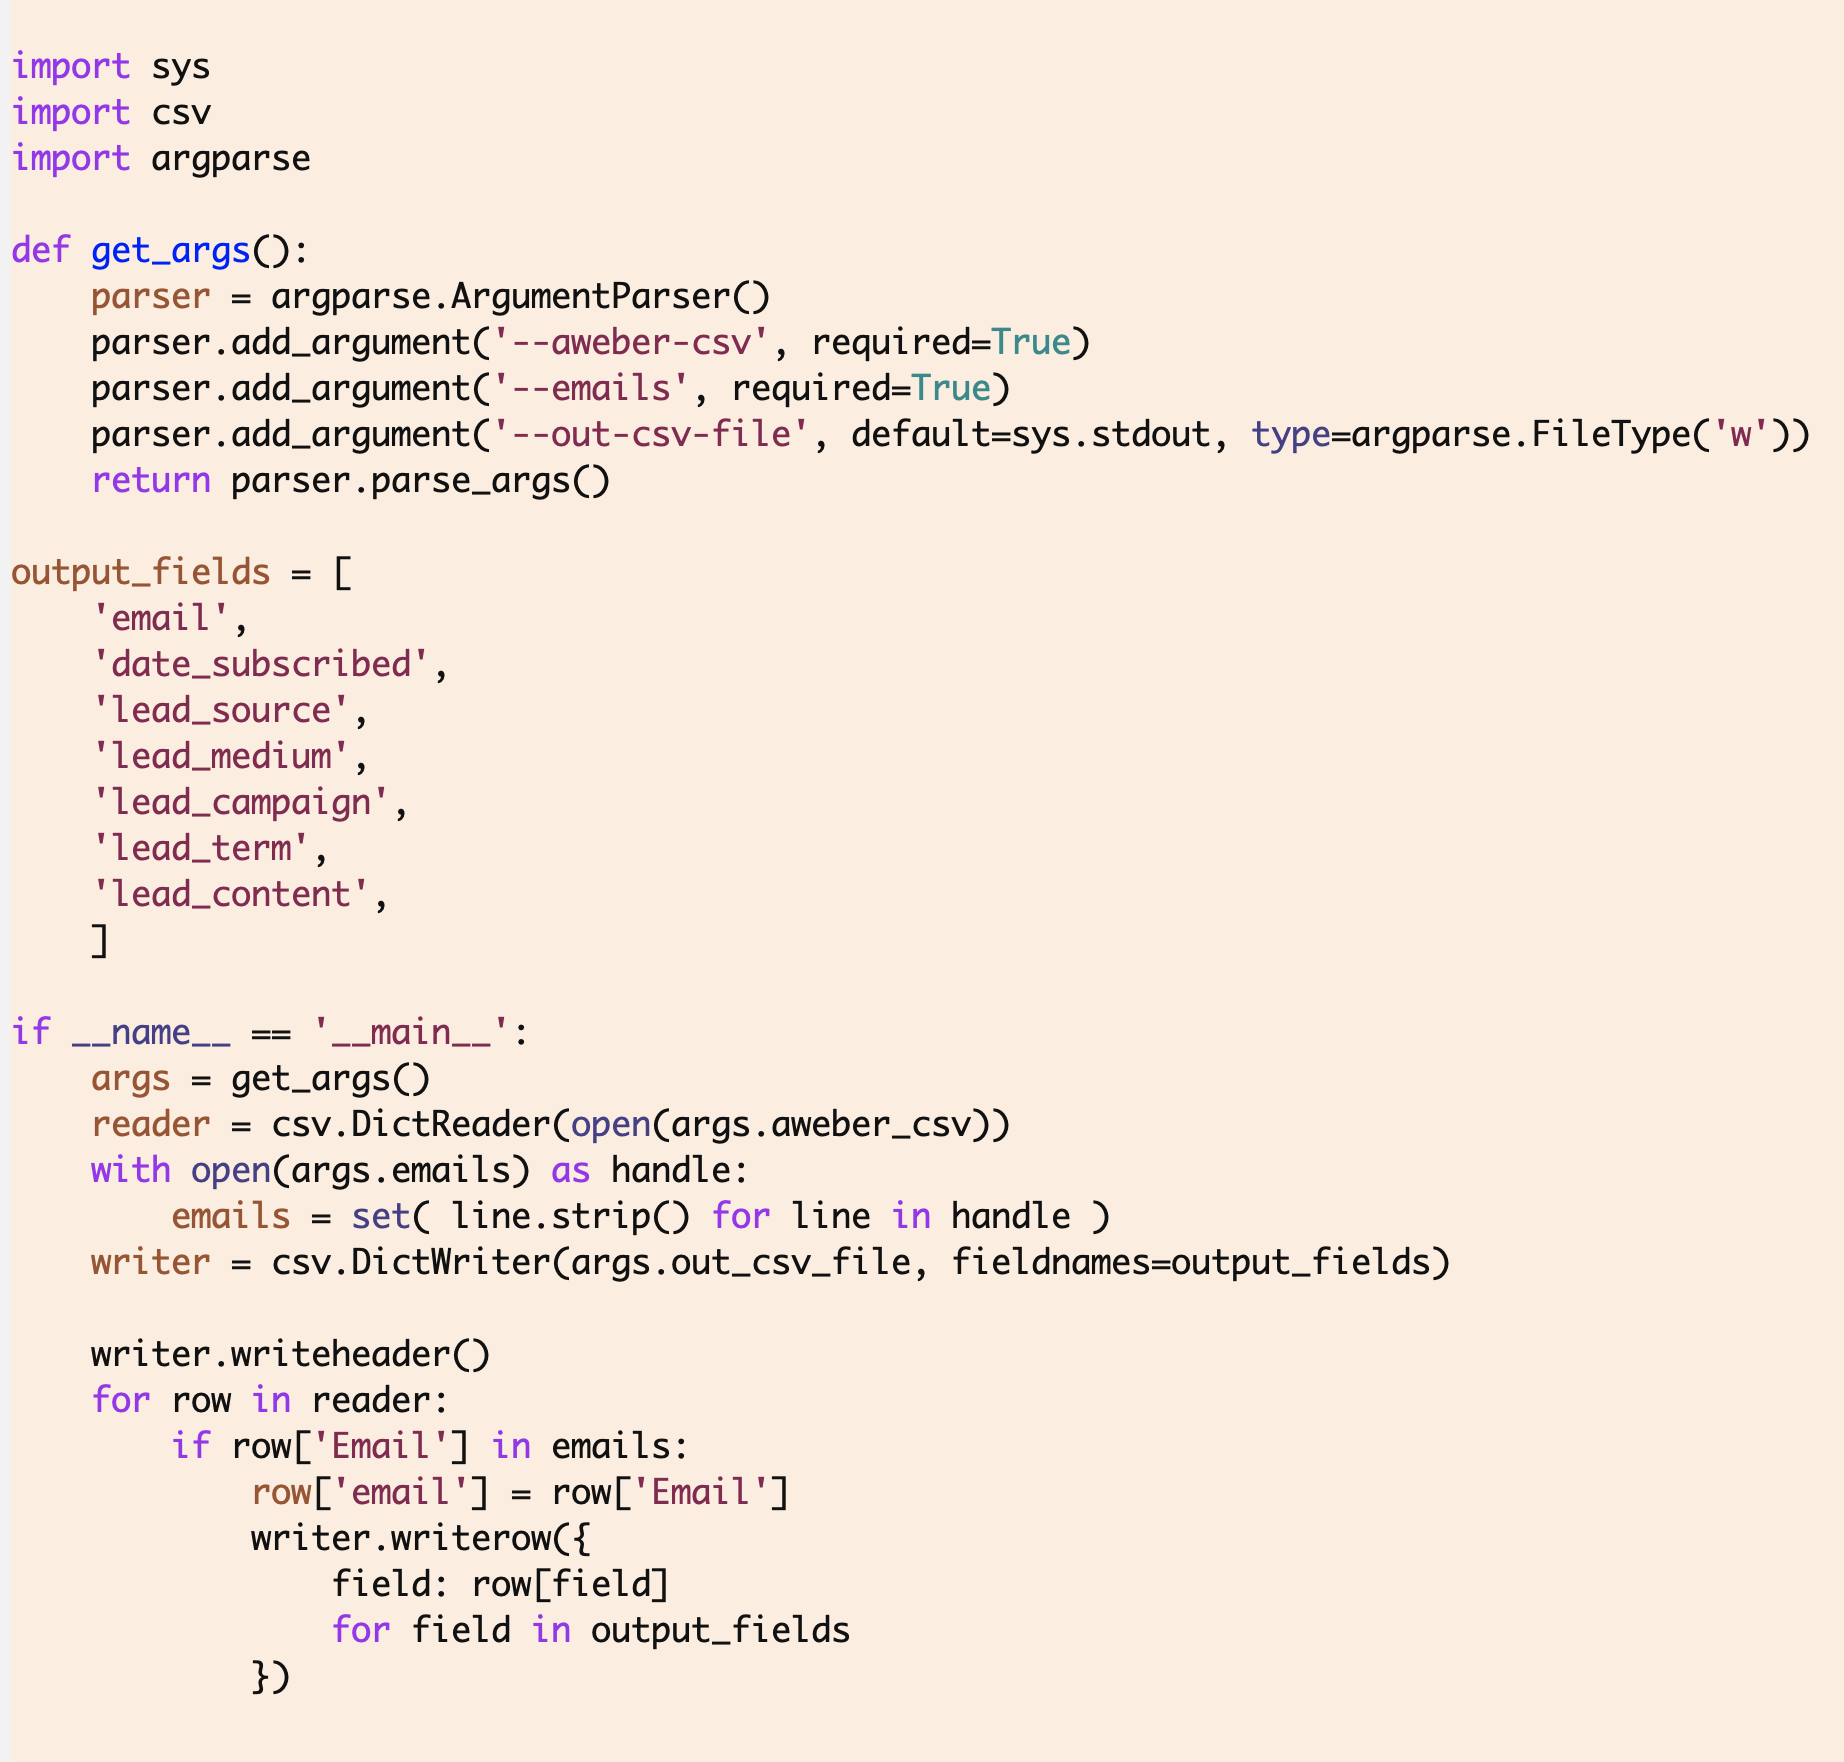 import sys
import csv
import argparse

def get_args():
    parser = argparse.ArgumentParser()
    parser.add_argument('--aweber-csv', required=True)
    parser.add_argument('--emails', required=True)
    parser.add_argument('--out-csv-file', default=sys.stdout, type=argparse.FileType('w'))
    return parser.parse_args()

output_fields = [
    'email',
    'date_subscribed',
    'lead_source',
    'lead_medium',
    'lead_campaign',
    'lead_term',
    'lead_content',
    ]

if __name__ == '__main__':
    args = get_args()
    reader = csv.DictReader(open(args.aweber_csv))
    with open(args.emails) as handle:
        emails = set( line.strip() for line in handle )
    writer = csv.DictWriter(args.out_csv_file, fieldnames=output_fields)

    writer.writeheader()
    for row in reader:
        if row['Email'] in emails:
            row['email'] = row['Email']
            writer.writerow({
                field: row[field]
                for field in output_fields
            })